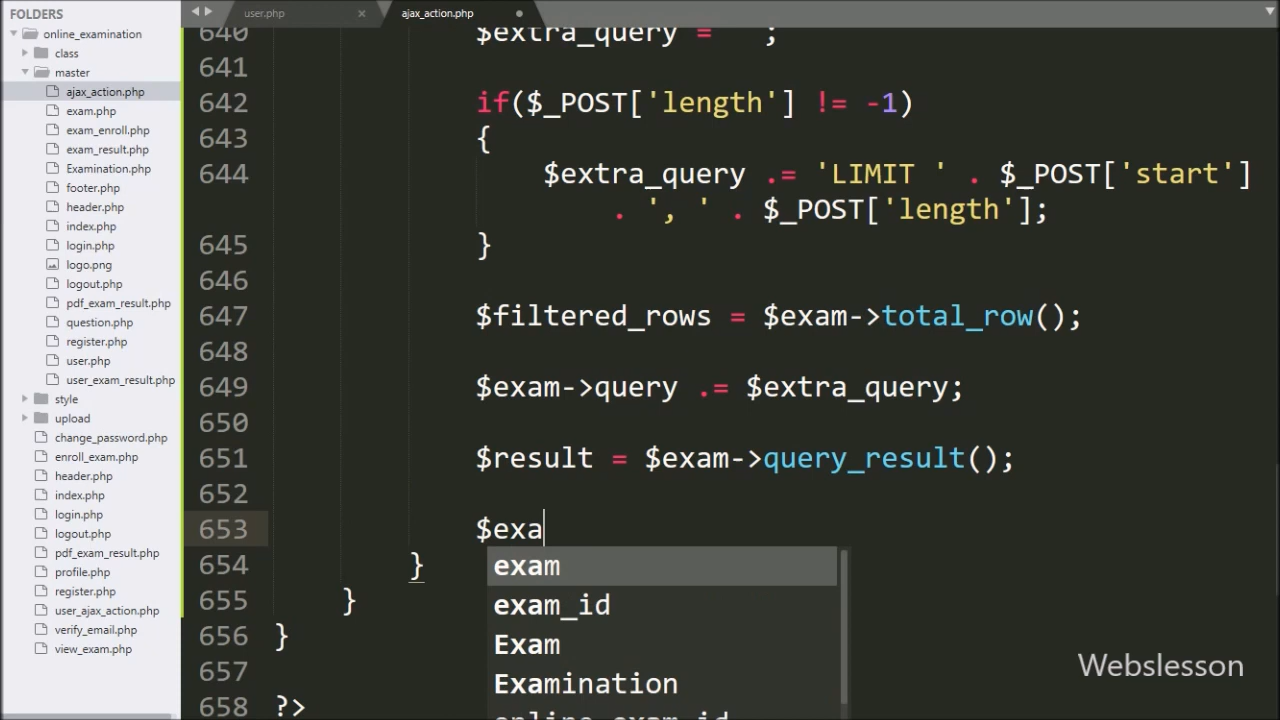 FOLDERS
online_examination
class
master
ajax_action.php
exam.php
exam_enroll.php
exam_result.php
Examination.php
footer.php
header.php
index.php
login.php
logo.png
logout.php
pdf_exam_result.php
question.php
register.php
user.php
user_exam_result.php
style
upload
change_password.php
enroll_exam.php
header.php
index.php
login.php
logout.php
pdf_exam_result.php
profile.php
register.php
user_ajax_action.php
verify_email.php
view_exam.php
user.php
ajax_action.php
640 $extra_query = '';
641
642 if($_POST['length'] != -1)
643 {
644 $extra_query .= 'LIMIT ' . $_POST['start']
. ', ' . $_POST['length'];
645 }
646
647 $filtered_rows = $exam->total_row();
648
649 $exam->query .= $extra_query;
650
651 $result = $exam->query_result();
652
653 $exa
654 }
655 }
656 }
657
658 ?>
exam
exam_id
Exam
Examination
online_exam_id
Webslesson